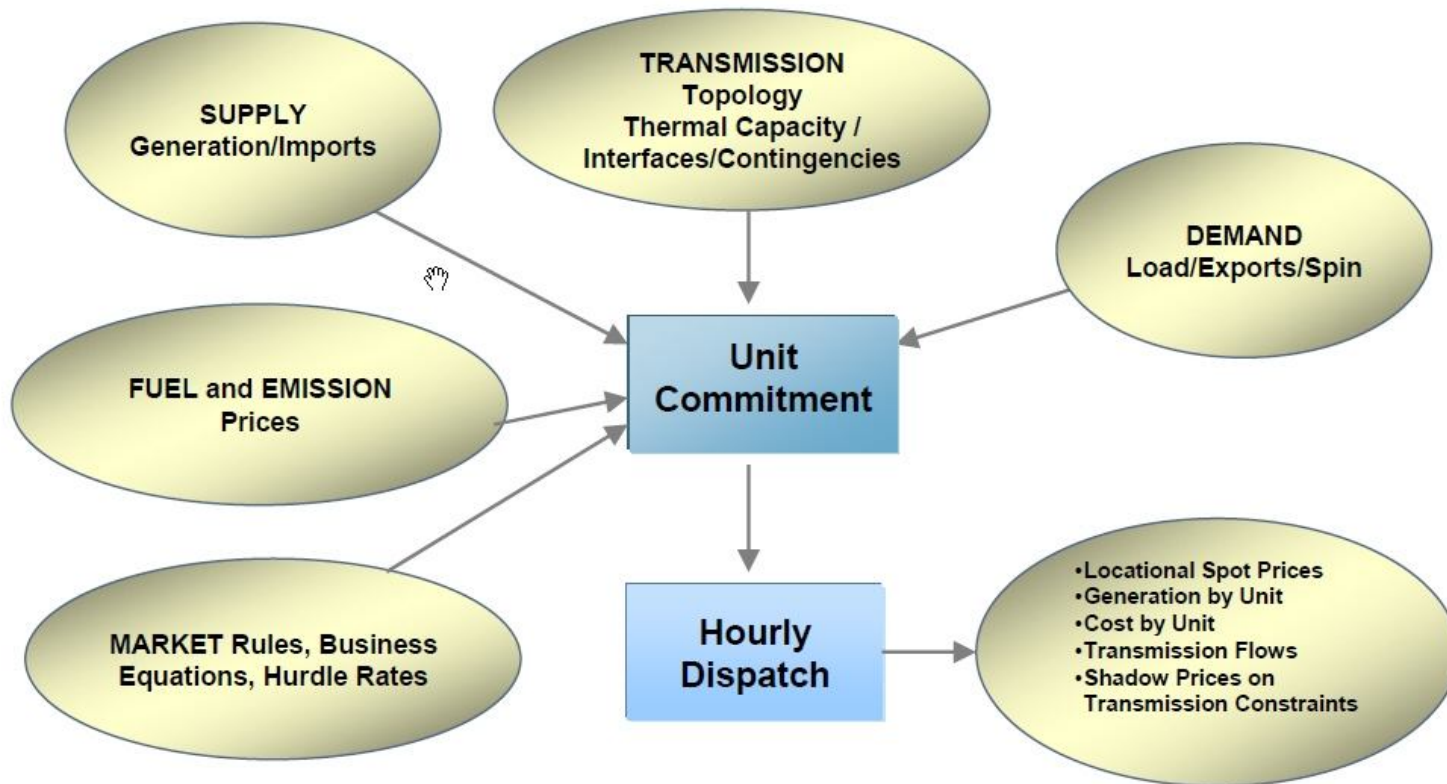 SUPPLY
Generation/Imports
TRANSMISSION
Topology
Thermal Capacity /
Interfaces/Contingencies
DEMAND
Load/Exports/Spin
FUEL and EMISSION
Prices
Unit
Commitment
MARKET Rules, Business
Equations, Hurdle Rates
Hourly
Dispatch
•Locational Spot Prices
•Generation by Unit
•Cost by Unit
•Transmission Flows
•Shadow Prices on
Transmission Constraints